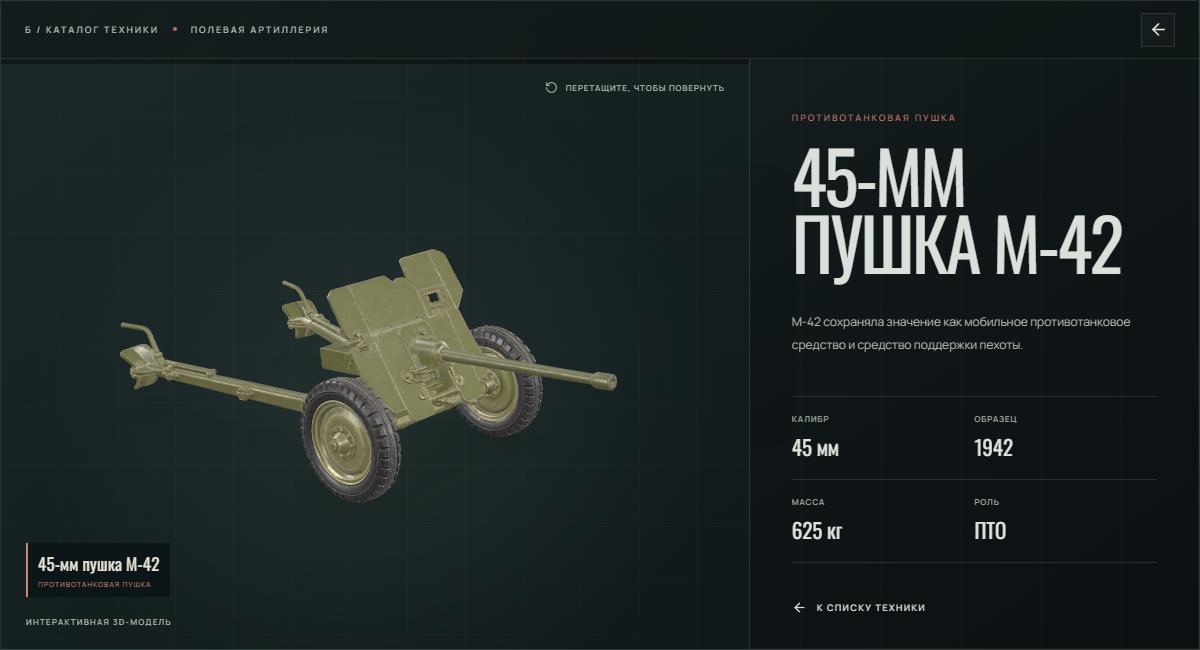 Б / КАТАЛОГ ТЕХНИКИ • ПОЛЕВАЯ АРТИЛЛЕРИЯ
ПЕРЕТАЩИТЕ, ЧТОБЫ ПОВЕРНУТЬ
45-мм пушка М-42
ПРОТИВОТАНКОВАЯ ПУШКА
ИНТЕРАКТИВНАЯ 3D-МОДЕЛЬ
ПРОТИВОТАНКОВАЯ ПУШКА
45-ММ
ПУШКА М-42
М-42 сохраняла значение как мобильное противотанковое
средство и средство поддержки пехоты.
КАЛИБР
45 мм
ОБРАЗЕЦ
1942
МАССА
625 кг
РОЛЬ
ПТО
К СПИСКУ ТЕХНИКИ